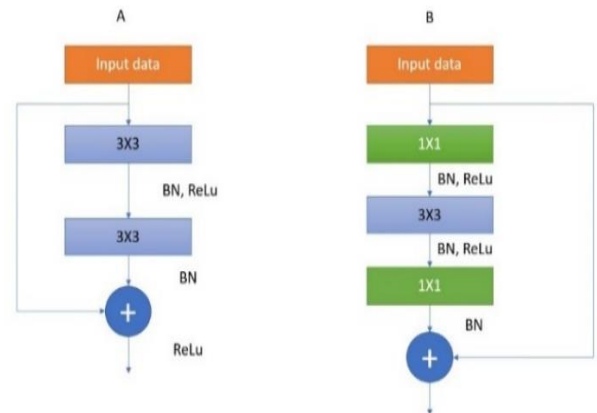 A
Input data
3X3
BN, ReLu
3X3
BN
+
ReLu
B
Input data
1X1
BN, ReLu
3X3
BN, ReLu
1X1
BN
+